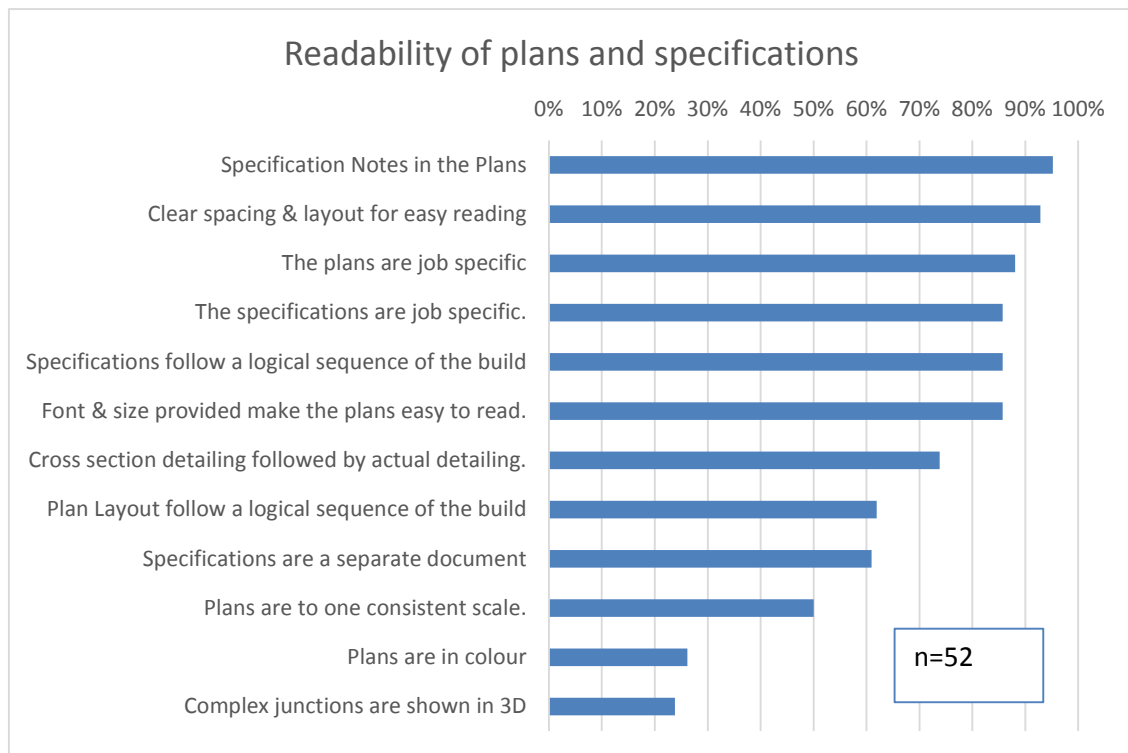 Readability of plans and specifications
0% 10% 20% 30% 40% 50% 60% 70% 80% 90% 100%
Specification Notes in the Plans
Clear spacing & layout for easy reading
The plans are job specific
The specifications are job specific.
Specifications follow a logical sequence of the build
Font & size provided make the plans easy to read.
Cross section detailing followed by actual detailing.
Plan Layout follow a logical sequence of the build
Specifications are a separate document
Plans are to one consistent scale.
Plans are in colour
n=52
Complex junctions are shown in 3D